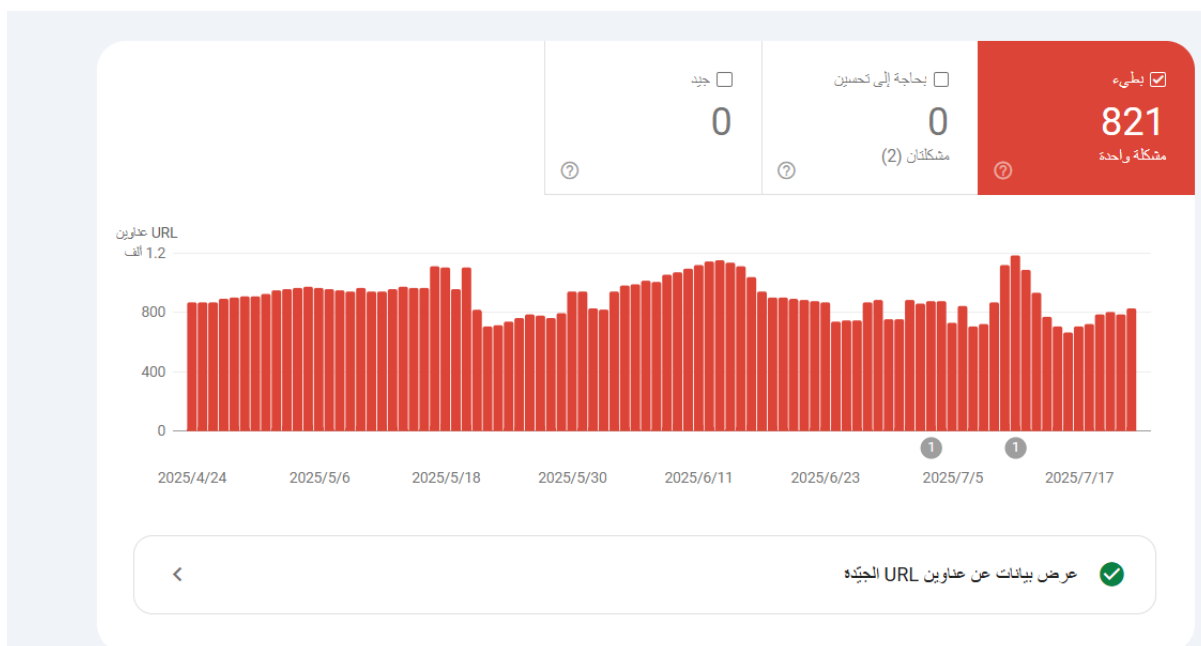 بطيء
821
مشكلة واحدة
بحاجة إلى تحسين
0
مشكلتان (2)
جيد
0
عناوين URL
1.2 ألف
800
400
0
1
1
2025/4/24
2025/5/6
2025/5/18
2025/5/30
2025/6/11
2025/6/23
2025/7/5
2025/7/17
عرض بيانات عن عناوين URL الجيّدة